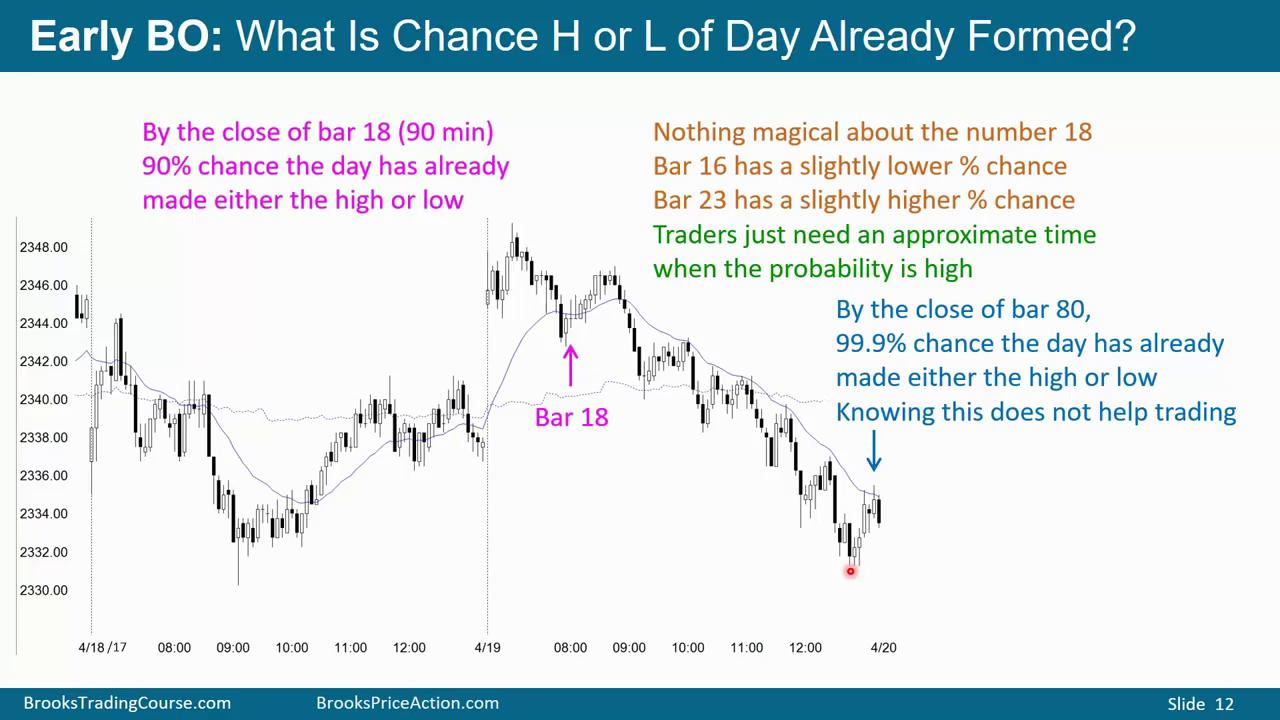 Early BO: What Is Chance H or L of Day Already Formed?
By the close of bar 18 (90 min)
90% chance the day has already
made either the high or low
Nothing magical about the number 18
Bar 16 has a slightly lower % chance
Bar 23 has a slightly higher % chance
Traders just need an approximate time
when the probability is high
By the close of bar 80,
99.9% chance the day has already
made either the high or low
Knowing this does not help trading
Bar 18
2348.00
2346.00
2344.00
2342.00
2340.00
2338.00
2336.00
2334.00
2332.00
2330.00
4/18 /17 08:00 09:00 10:00 11:00 12:00 4/19 08:00 09:00 10:00 11:00 12:00 4/20
BrooksTradingCourse.com BrooksPriceAction.com Slide 12